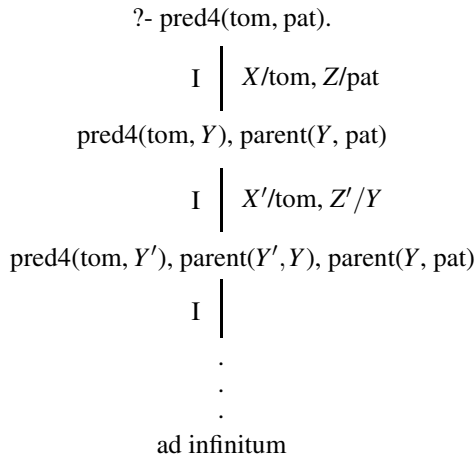 ?- pred4(tom, pat).
I X/tom, Z/pat
pred4(tom, Y), parent(Y, pat)
I X′/tom, Z′/Y
pred4(tom, Y′), parent(Y′, Y), parent(Y, pat)
I
.
.
.
ad infinitum